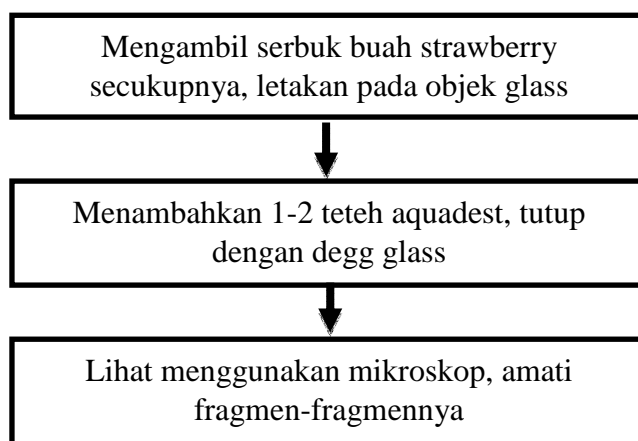 Mengambil serbuk buah strawberry
secukupnya, letakan pada objek glass
Menambahkan 1-2 teteh aquadest, tutup
dengan degg glass
Lihat menggunakan mikroskop, amati
fragmen-fragmennya